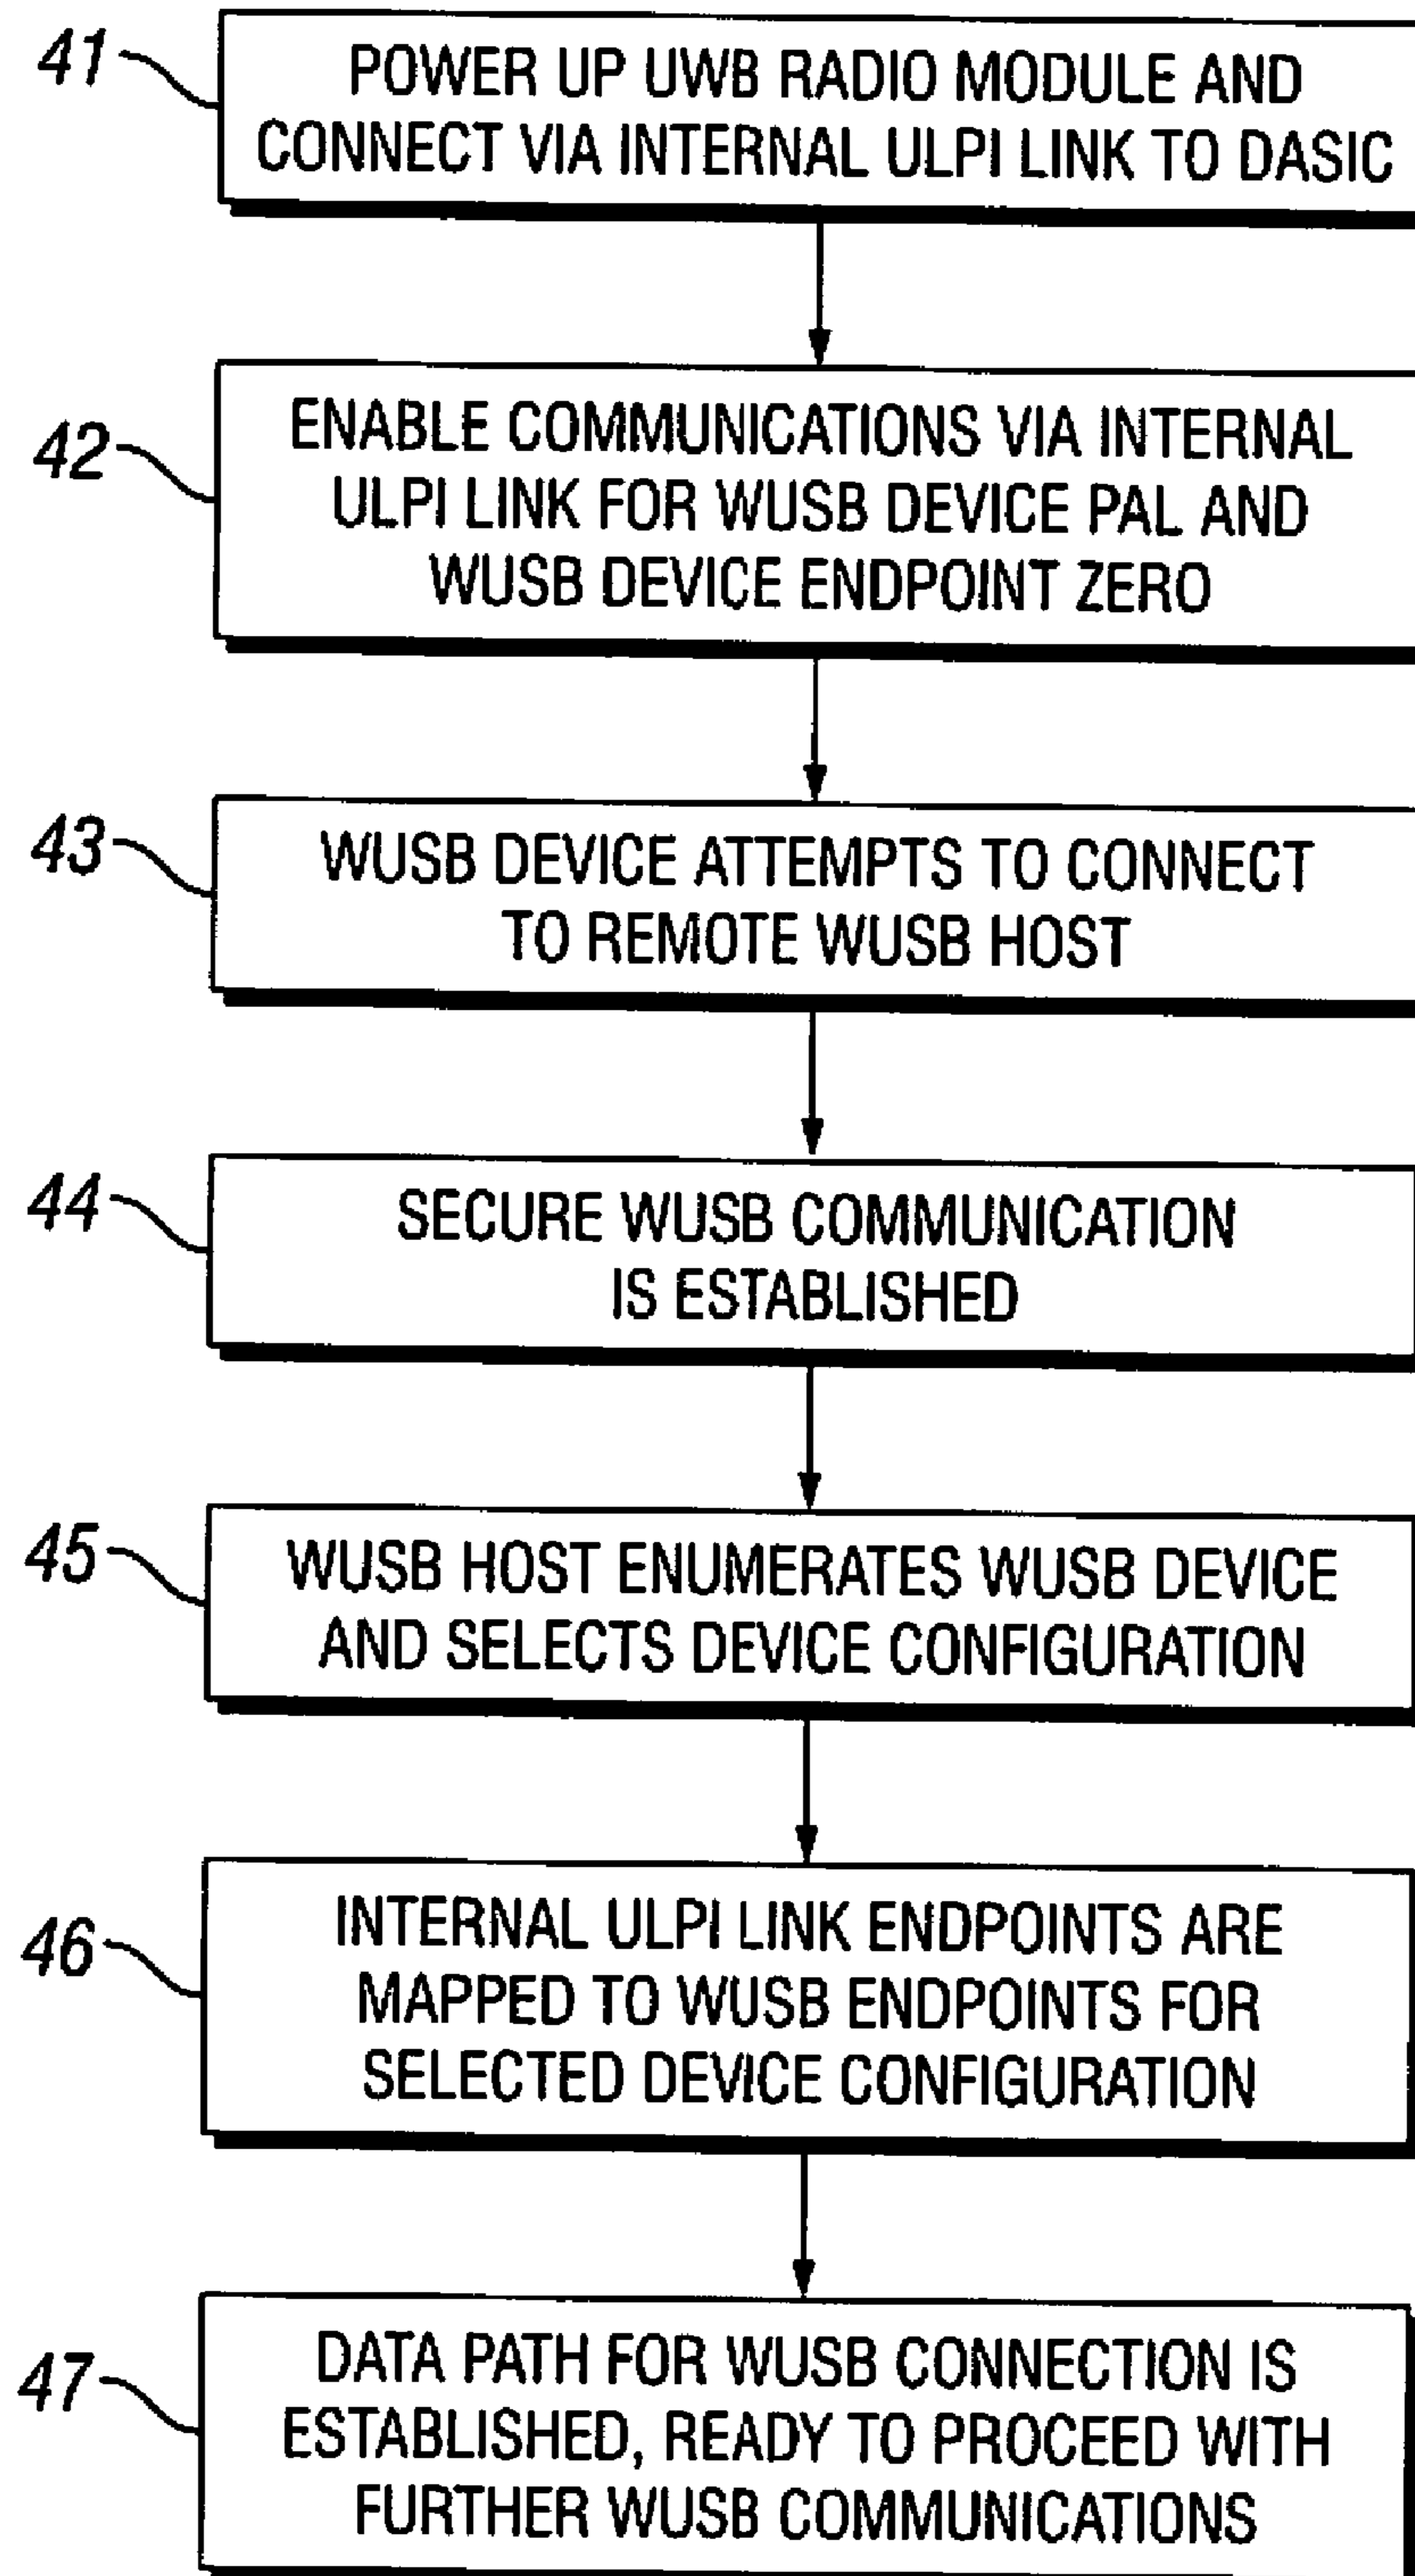 41
POWER UP UWB RADIO MODULE AND
CONNECT VIA INTERNAL ULPI LINK TO DASIC
42
ENABLE COMMUNICATIONS VIA INTERNAL
ULPI LINK FOR WUSB DEVICE PAL AND
WUSB DEVICE ENDPOINT ZERO
43
WUSB DEVICE ATTEMPTS TO CONNECT
TO REMOTE WUSB HOST
44
SECURE WUSB COMMUNICATION
IS ESTABLISHED
45
WUSB HOST ENUMERATES WUSB DEVICE
AND SELECTS DEVICE CONFIGURATION
46
INTERNAL ULPI LINK ENDPOINTS ARE
MAPPED TO WUSB ENDPOINTS FOR
SELECTED DEVICE CONFIGURATION
47
DATA PATH FOR WUSB CONNECTION IS
ESTABLISHED, READY TO PROCEED WITH
FURTHER WUSB COMMUNICATIONS